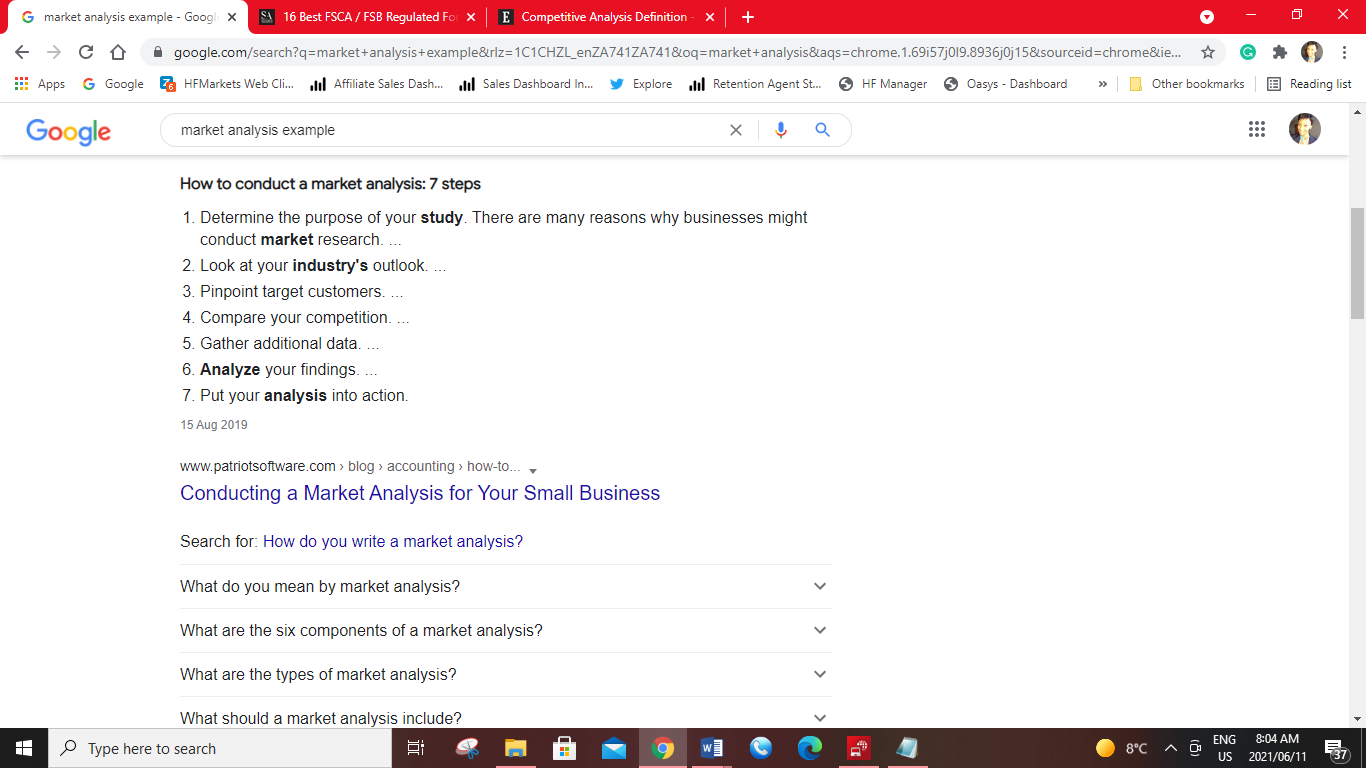 market analysis example - Googl
16 Best FSCA / FSB Regulated Fo
Competitive Analysis Definition -
google.com/search?q=market+analysis+example&rlz=1C1CHZL_enZA741ZA741&oq=market+analysis&aqs=chrome.1.69i57j0l9.8936j0j15&sourceid=chrome&ie...
Apps
Google
HFMarkets Web Cli...
Affiliate Sales Dash...
Sales Dashboard In...
Explore
Retention Agent St...
HF Manager
Oasys - Dashboard
»
Other bookmarks
Reading list
Google
market analysis example
How to conduct a market analysis: 7 steps
1. Determine the purpose of your study. There are many reasons why businesses might
conduct market research. ...
2. Look at your industry's outlook. ...
3. Pinpoint target customers. ...
4. Compare your competition. ...
5. Gather additional data. ...
6. Analyze your findings. ...
7. Put your analysis into action.
15 Aug 2019
www.patriotsoftware.com › blog › accounting › how-to...
Conducting a Market Analysis for Your Small Business
Search for: How do you write a market analysis?
What do you mean by market analysis?
What are the six components of a market analysis?
What are the types of market analysis?
What should a market analysis include?
Type here to search
8°C
ENG
US
8:04 AM
2021/06/11
37